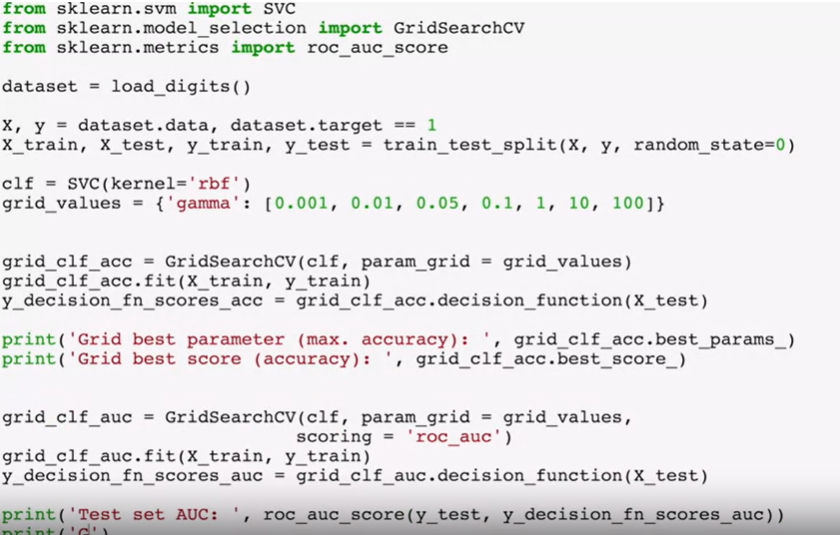 from sklearn.svm import SVC
from sklearn.model_selection import GridSearchCV
from sklearn.metrics import roc_auc_score
dataset = load_digits()
X, y = dataset.data, dataset.target == 1
X_train, X_test, y_train, y_test = train_test_split(X, y, random_state=0)
clf = SVC(kernel='rbf')
grid_values = {'gamma': [0.001, 0.01, 0.05, 0.1, 1, 10, 100]}
grid_clf_acc = GridSearchCV(clf, param_grid = grid_values)
grid_clf_acc.fit(X_train, y_train)
y_decision_fn_scores_acc = grid_clf_acc.decision_function(X_test)
print('Grid best parameter (max. accuracy): ', grid_clf_acc.best_params_)
print('Grid best score (accuracy): ', grid_clf_acc.best_score_)
grid_clf_auc = GridSearchCV(clf, param_grid = grid_values,
scoring = 'roc_auc')
grid_clf_auc.fit(X_train, y_train)
y_decision_fn_scores_auc = grid_clf_auc.decision_function(X_test)
print('Test set AUC: ', roc_auc_score(y_test, y_decision_fn_scores_auc))
print('G')